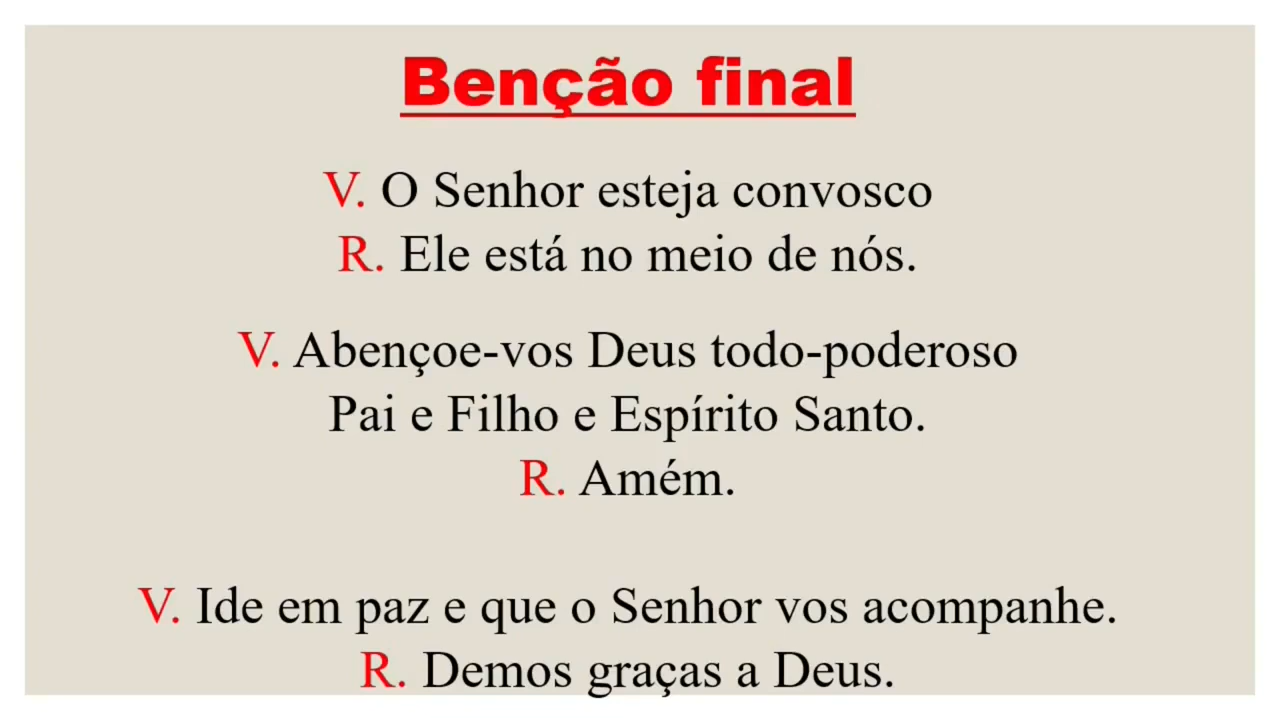 Benção final
V. O Senhor esteja convosco
R. Ele está no meio de nós.
V. Abençoe-vos Deus todo-poderoso
Pai e Filho e Espírito Santo.
R. Amém.
V. Ide em paz e que o Senhor vos acompanhe.
R. Demos graças a Deus.